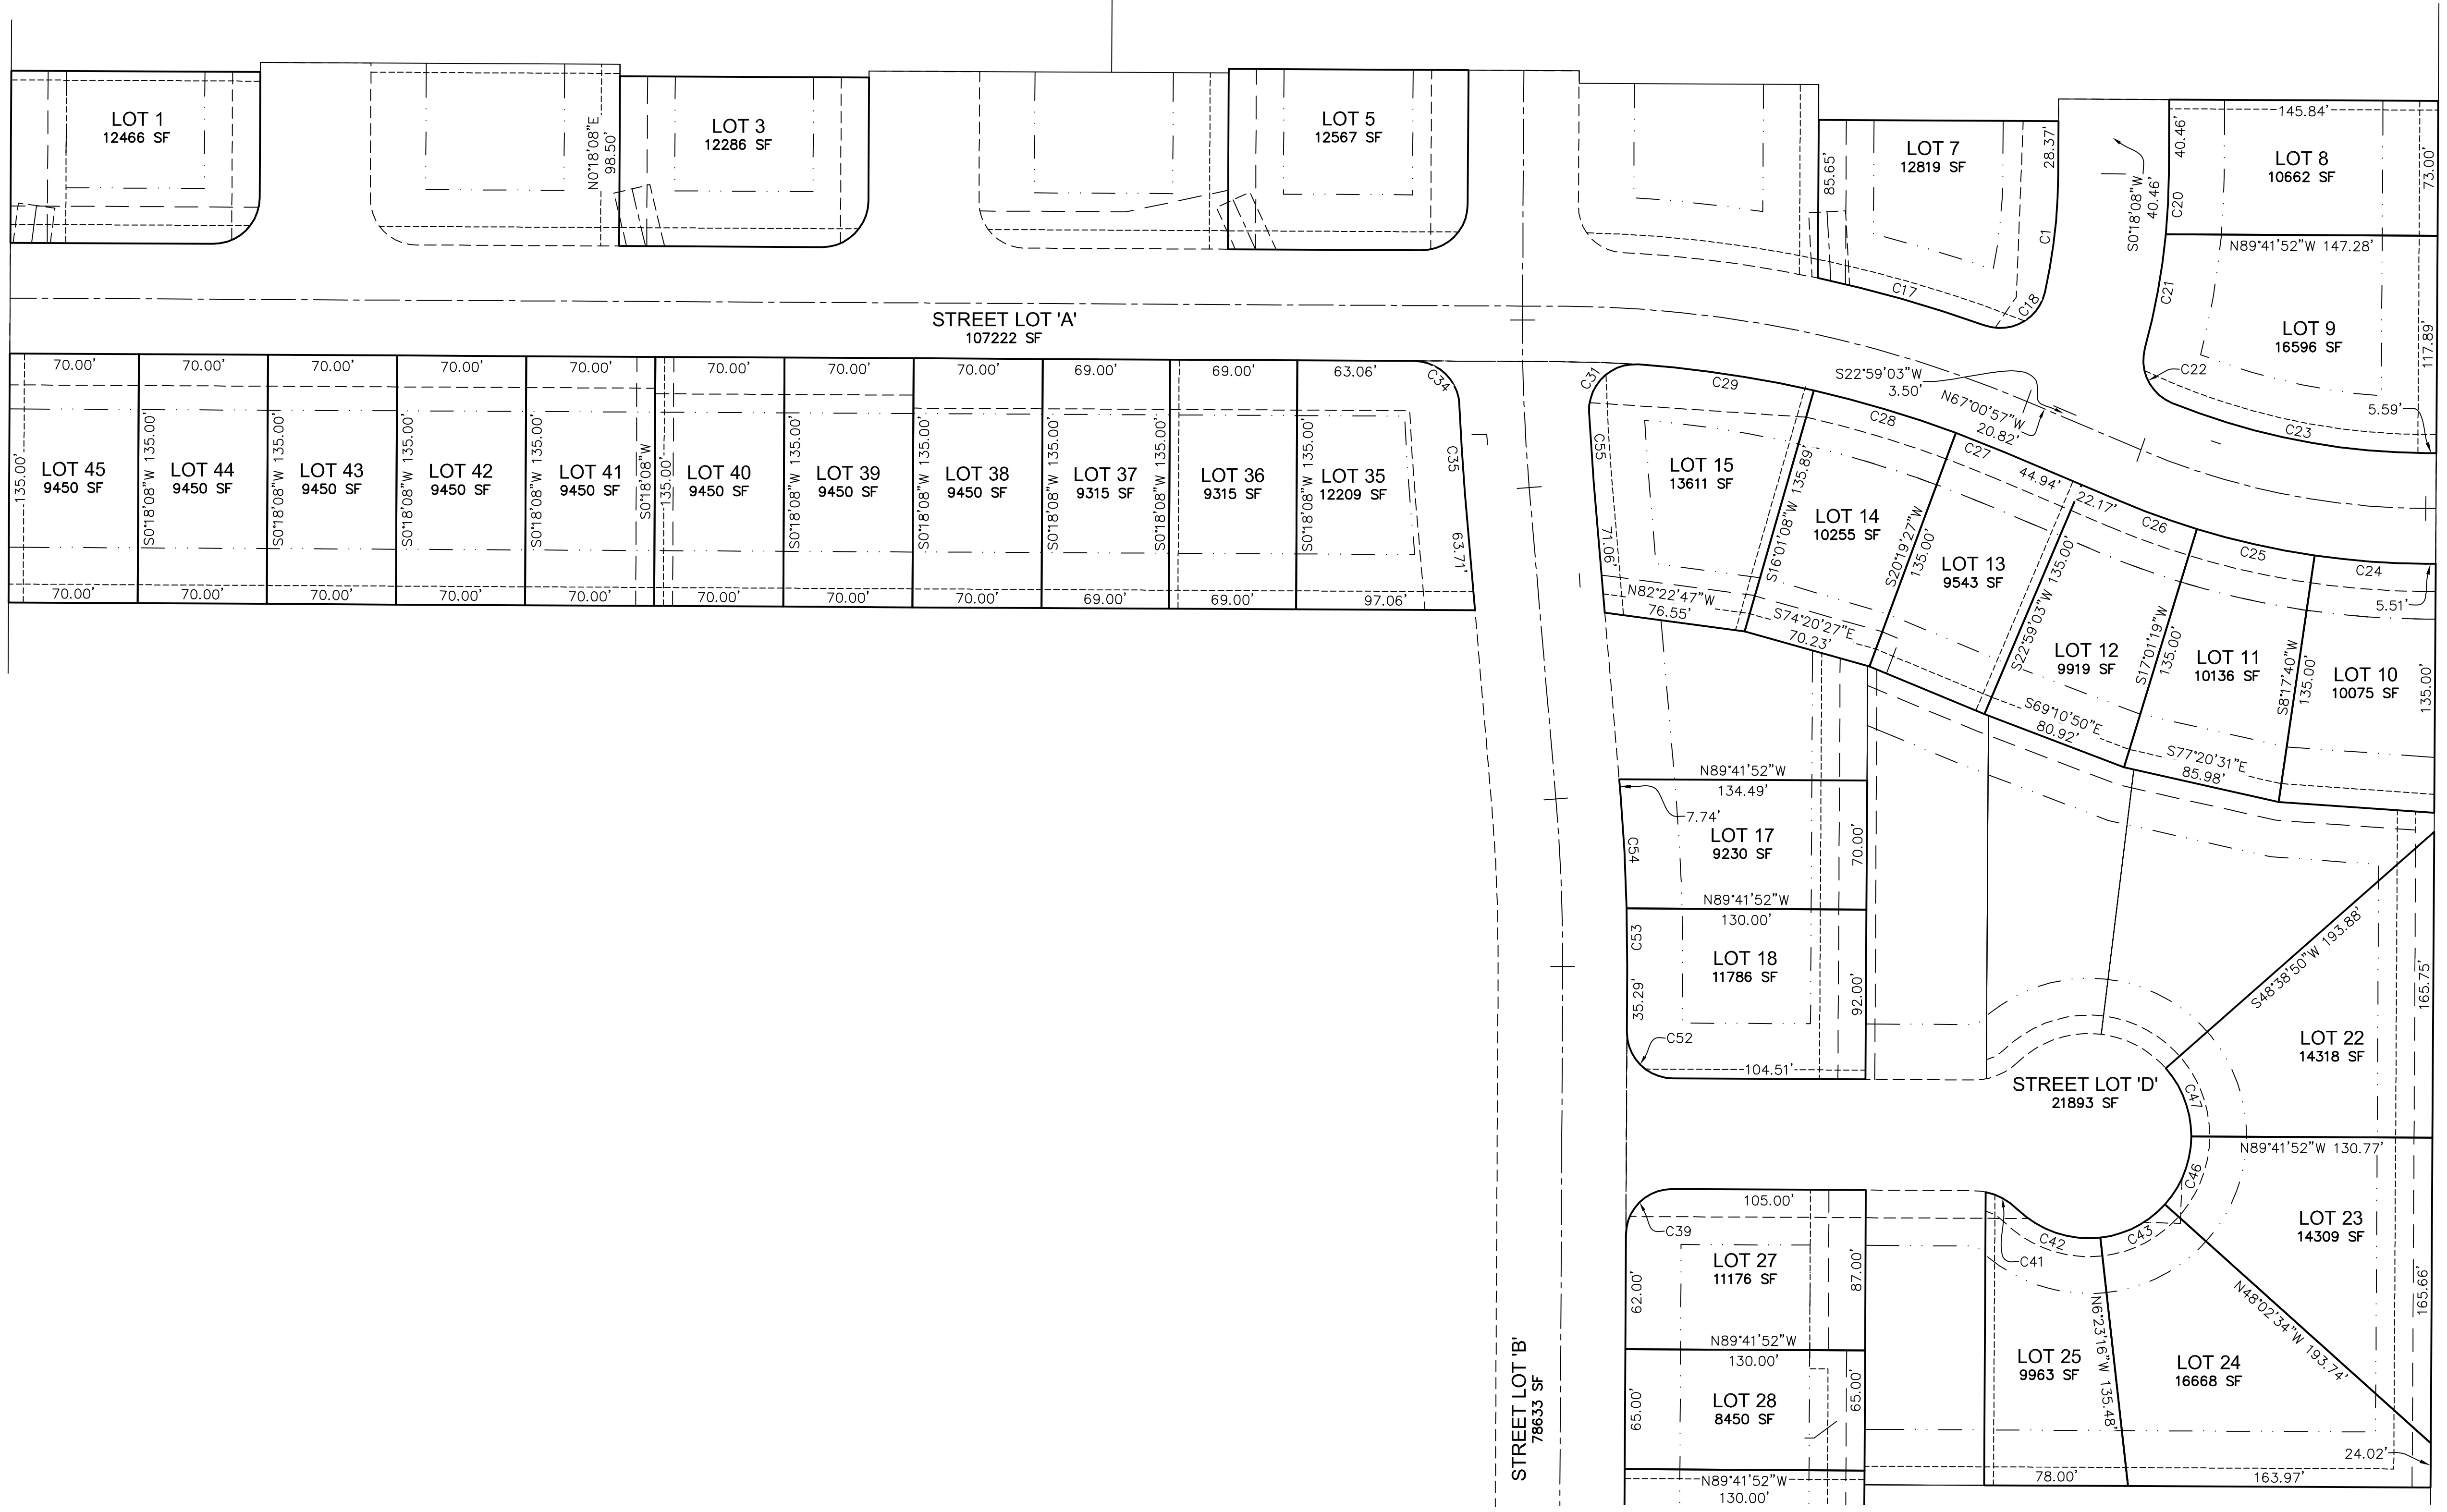 LOT 1
12466 SF
N0°18'08"E
98.50'
LOT 3
12286 SF
LOT 5
12567 SF
85.65'
LOT 7
12819 SF
28.37'
C1
C17
C18
S0°18'08"W
40.46'
145.84'
40.46'
C20
LOT 8
10662 SF
73.00'
N89°41'52"W 147.28'
C21
LOT 9
16596 SF
117.89'
C22
5.59'
C23
STREET LOT 'A'
107222 SF
S22°59'03"W
3.50'
N67°00'57"W
20.82'
70.00'
70.00'
70.00'
70.00'
70.00'
70.00'
70.00'
70.00'
69.00'
69.00'
63.06'
C34
C31
C29
C28
C27
44.94'
22.17'
C26
C25
C24
5.51'
135.00'
LOT 45
9450 SF
S0°18'08"W 135.00'
LOT 44
9450 SF
S0°18'08"W 135.00'
LOT 43
9450 SF
S0°18'08"W 135.00'
LOT 42
9450 SF
S0°18'08"W 135.00'
LOT 41
9450 SF
S0°18'08"W
135.00'
LOT 40
9450 SF
S0°18'08"W 135.00'
LOT 39
9450 SF
S0°18'08"W 135.00'
LOT 38
9450 SF
S0°18'08"W 135.00'
LOT 37
9315 SF
S0°18'08"W 135.00'
LOT 36
9315 SF
S0°18'08"W 135.00'
LOT 35
12209 SF
C35
63.71'
70.00'
70.00'
70.00'
70.00'
70.00'
70.00'
70.00'
70.00'
69.00'
69.00'
97.06'
C55
71.06'
LOT 15
13611 SF
N82°22'47"W
76.55'
S16°01'08"W 135.89'
LOT 14
10255 SF
S74°20'27"E
70.23'
S20°19'27"W
135.00'
LOT 13
9543 SF
S22°59'03"W 135.00'
LOT 12
9919 SF
S69°10'50"E
80.92'
S17°01'19"W
135.00'
LOT 11
10136 SF
S77°20'31"E
85.98'
S8°17'40"W
135.00'
LOT 10
10075 SF
135.00'
N89°41'52"W
134.49'
7.74'
LOT 17
9230 SF
C54
70.00'
N89°41'52"W
130.00'
C53
LOT 18
11786 SF
35.29'
92.00'
C52
104.51'
S48°38'50"W 193.88'
165.75'
LOT 22
14318 SF
STREET LOT 'D'
21893 SF
C47
N89°41'52"W 130.77'
C46
LOT 23
14309 SF
165.66'
105.00'
C39
LOT 27
11176 SF
62.00'
87.00'
C41
C42
C43
N48°02'34"W 193.74'
N6°23'16"W 135.48'
N89°41'52"W
130.00'
LOT 28
8450 SF
65.00'
65.00'
LOT 25
9963 SF
LOT 24
16668 SF
24.02'
78.00'
163.97'
N89°41'52"W
130.00'
STREET LOT 'B'
78633 SF